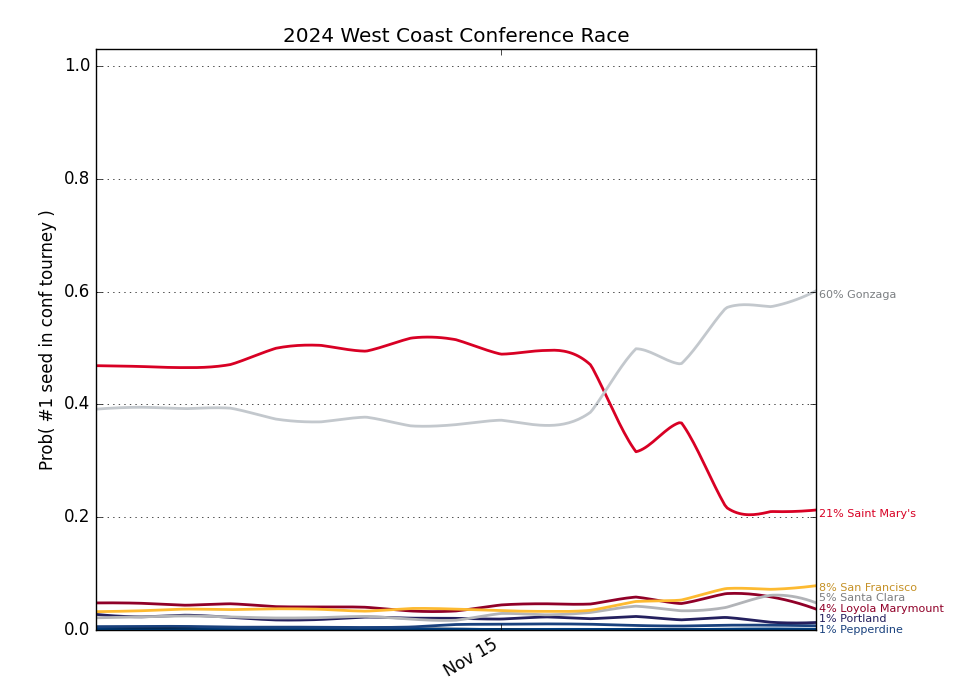 2024 West Coast Conference Race
1.0
0.8
0.6
0.4
0.2
0.0
Prob( #1 seed in conf tourney )
Nov 15
60% Gonzaga
21% Saint Mary's
8% San Francisco
5% Santa Clara
4% Loyola Marymount
1% Portland
1% Pepperdine